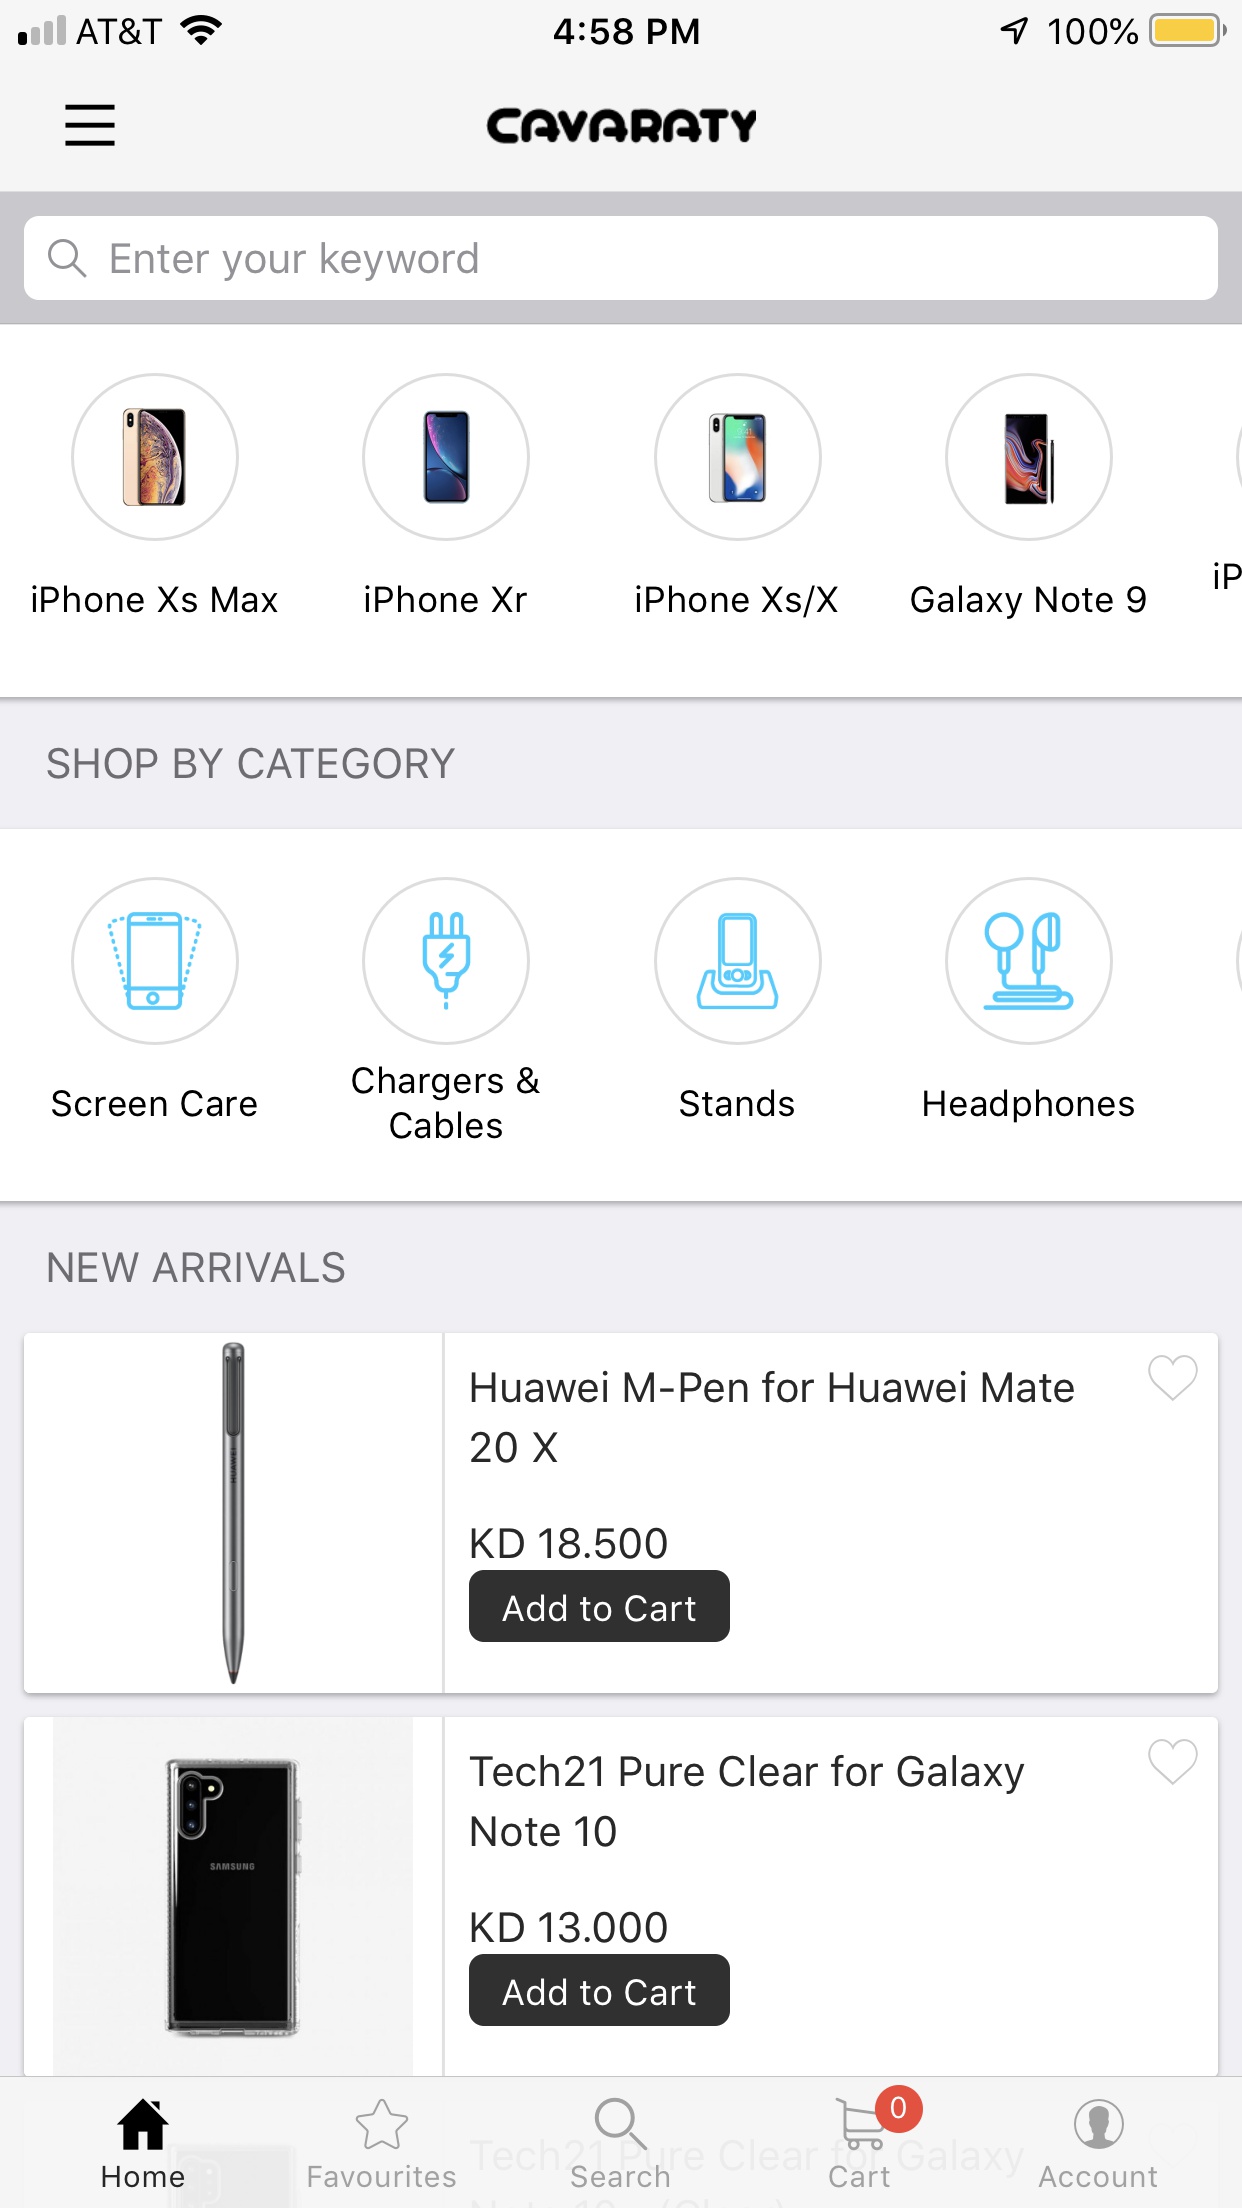 AT&T 4:58 PM 100%
CAVARATY
Enter your keyword
iPhone Xs Max iPhone Xr iPhone Xs/X Galaxy Note 9 iP
SHOP BY CATEGORY
Screen Care Chargers & Cables Stands Headphones
NEW ARRIVALS
Huawei M-Pen for Huawei Mate
20 X
KD 18.500
Add to Cart
HUAWEI
Tech21 Pure Clear for Galaxy
Note 10
KD 13.000
Add to Cart
SAMSUNG
Tech21 Pure Clear for Galaxy
0
Home Favourites Search Cart Account